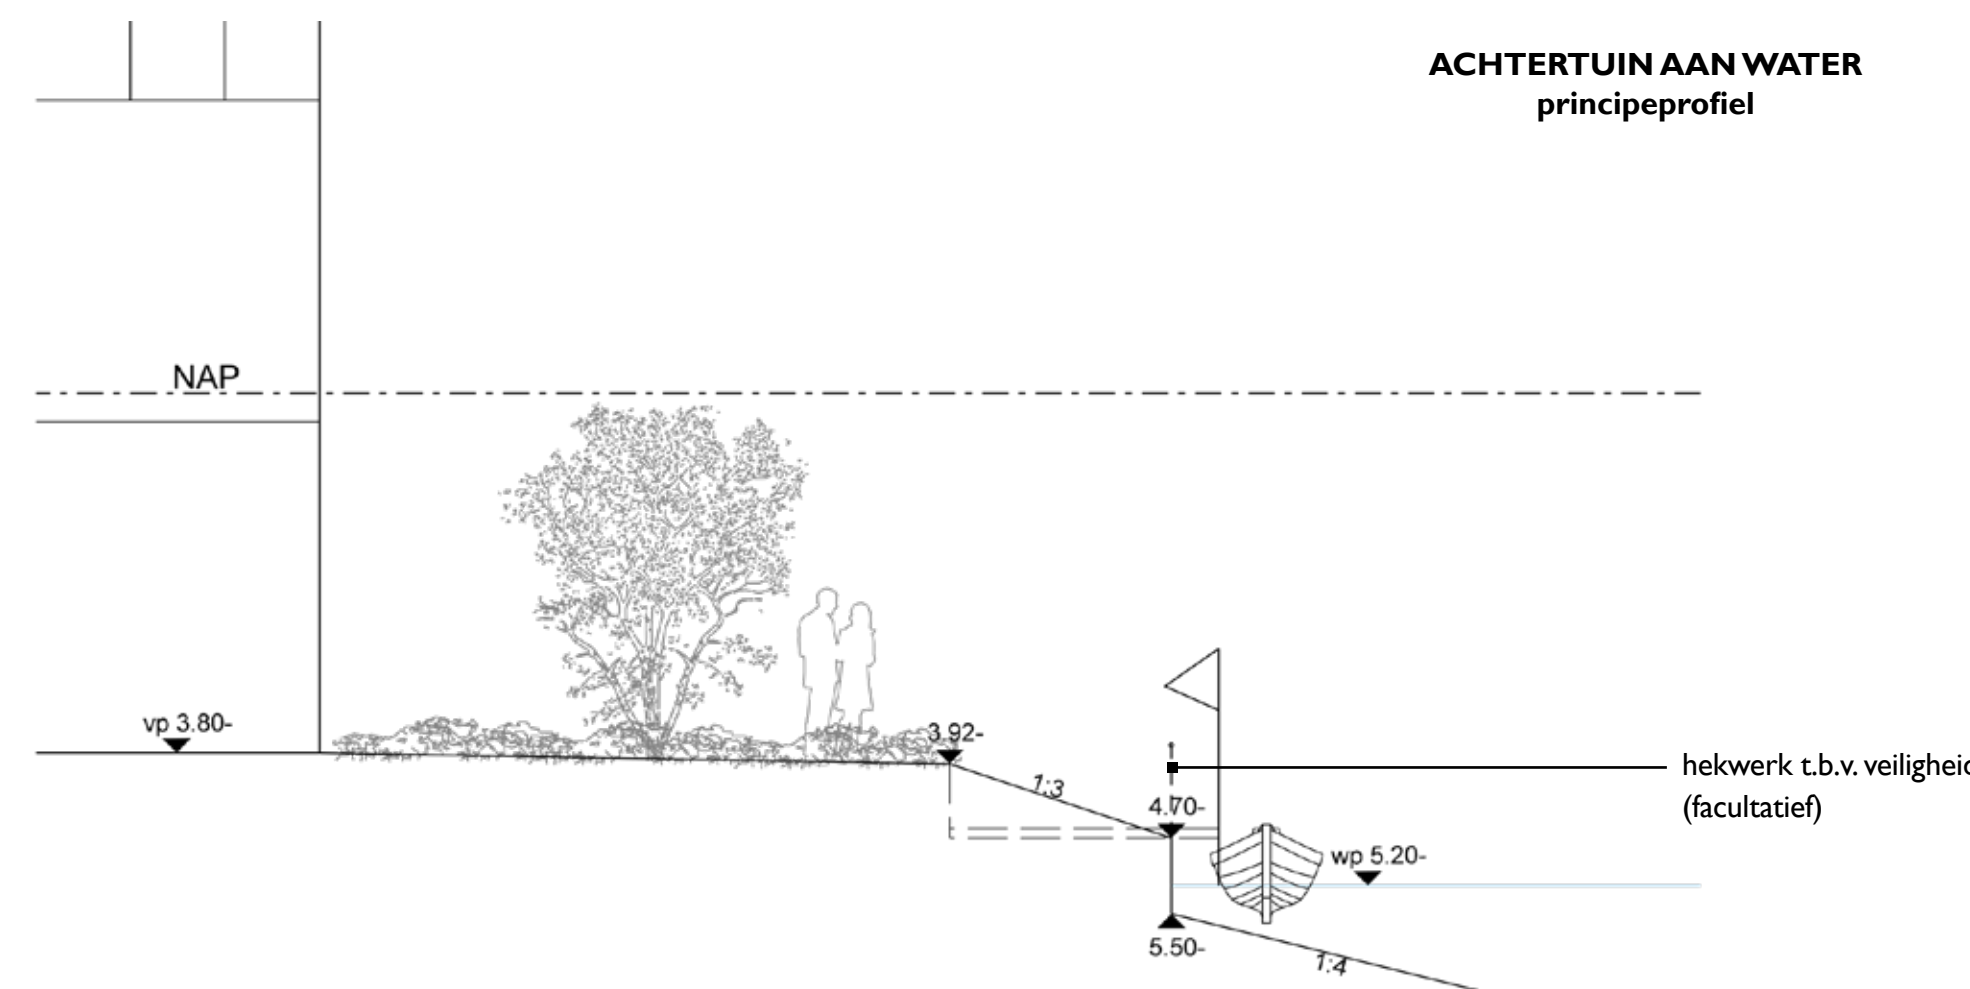 ACHTERTUIN AAN WATER
principeprofiel
NAP
vp 3.80-
3.92-
1:3
4.70-
hekwerk t.b.v. veiligheid
(facultatief)
wp 5.20-
5.50-
1:4